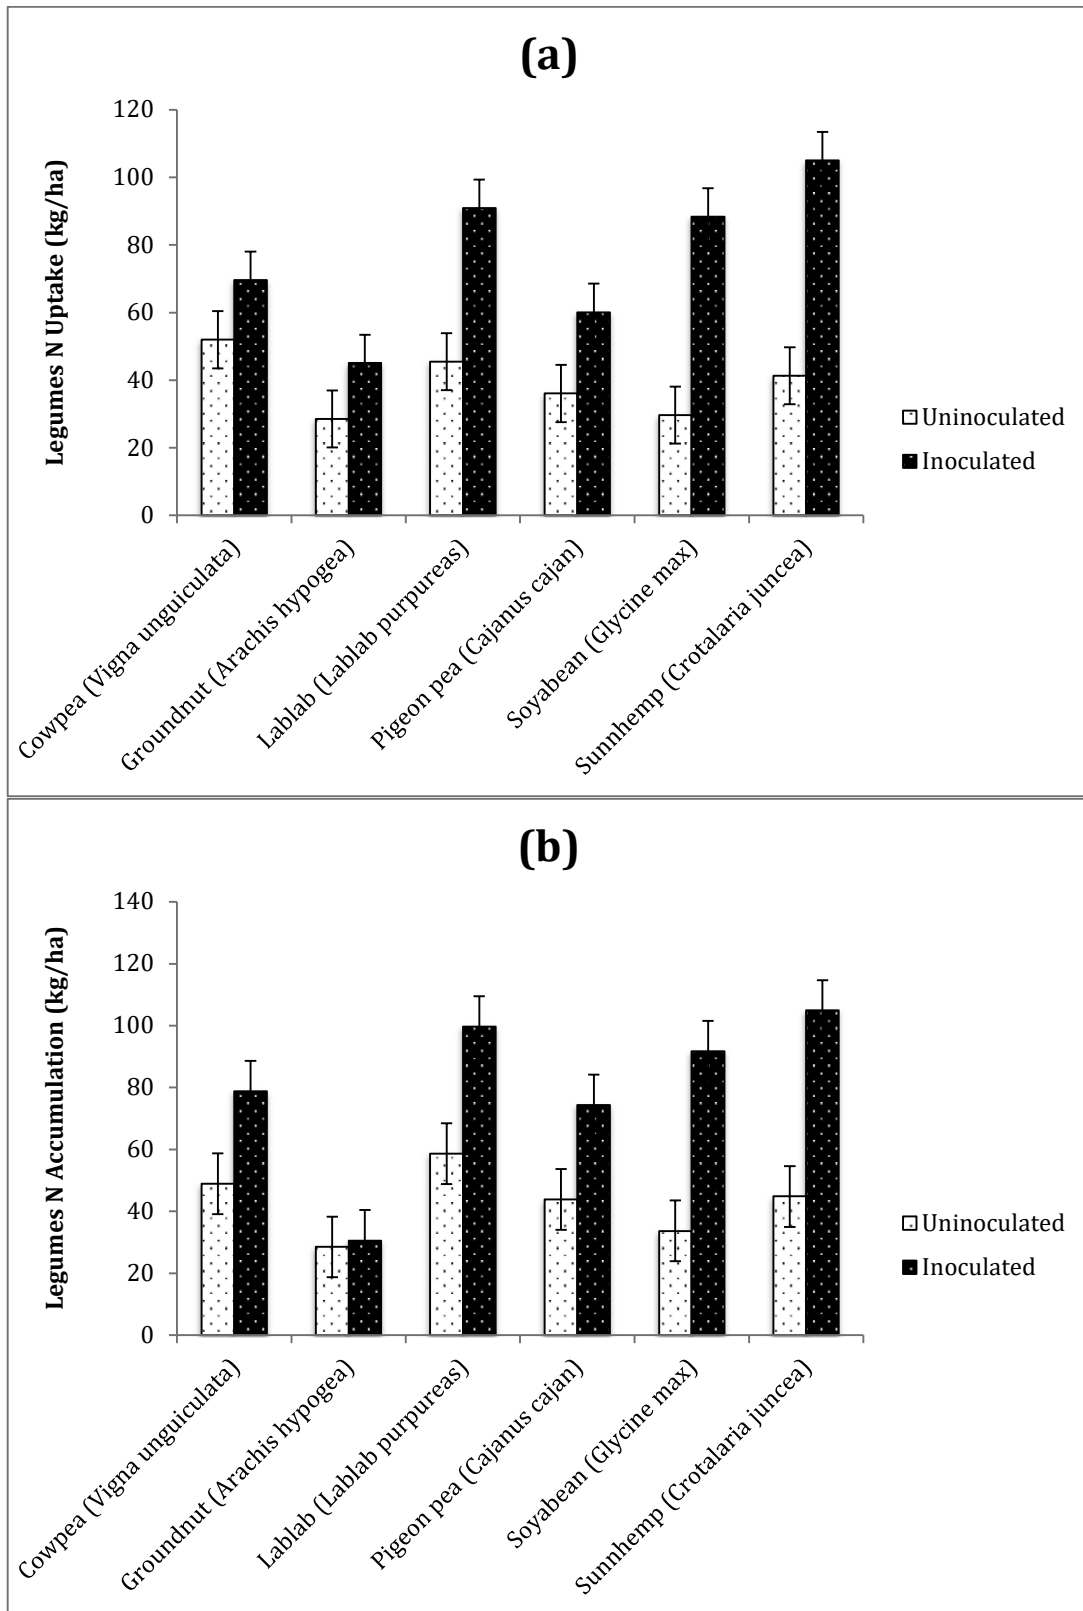 (a)
Legumes N Uptake (kg/ha)
120
100
80
60
40
20
0
Cowpea (Vigna unguiculata)
Groundnut (Arachis hypogea)
Lablab (Lablab purpureas)
Pigeon pea (Cajanus cajan)
Soyabean (Glycine max)
Sunnhemp (Crotalaria juncea)
Uninoculated
Inoculated
(b)
Legumes N Accumulation (kg/ha)
140
120
100
80
60
40
20
0
Cowpea (Vigna unguiculata)
Groundnut (Arachis hypogea)
Lablab (Lablab purpureas)
Pigeon pea (Cajanus cajan)
Soyabean (Glycine max)
Sunnhemp (Crotalaria juncea)
Uninoculated
Inoculated